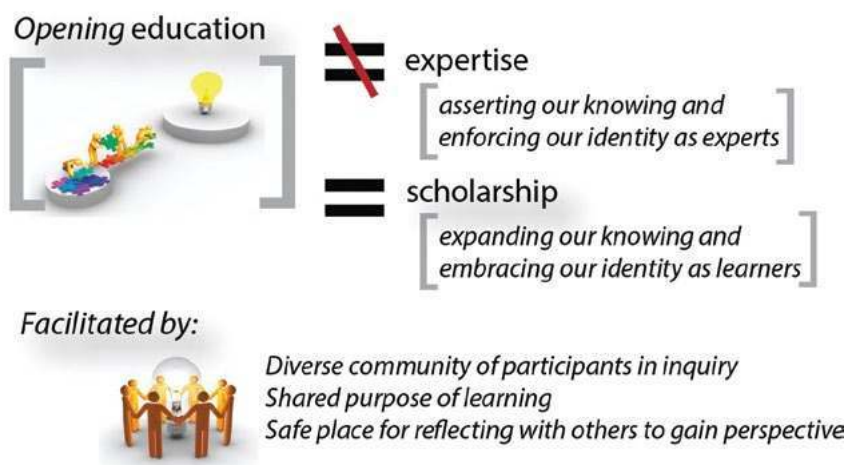 Opening education
expertise
asserting our knowing and
enforcing our identity as experts
scholarship
expanding our knowing and
embracing our identity as learners
Facilitated by:
Diverse community of participants in inquiry
Shared purpose of learning
Safe place for reflecting with others to gain perspective